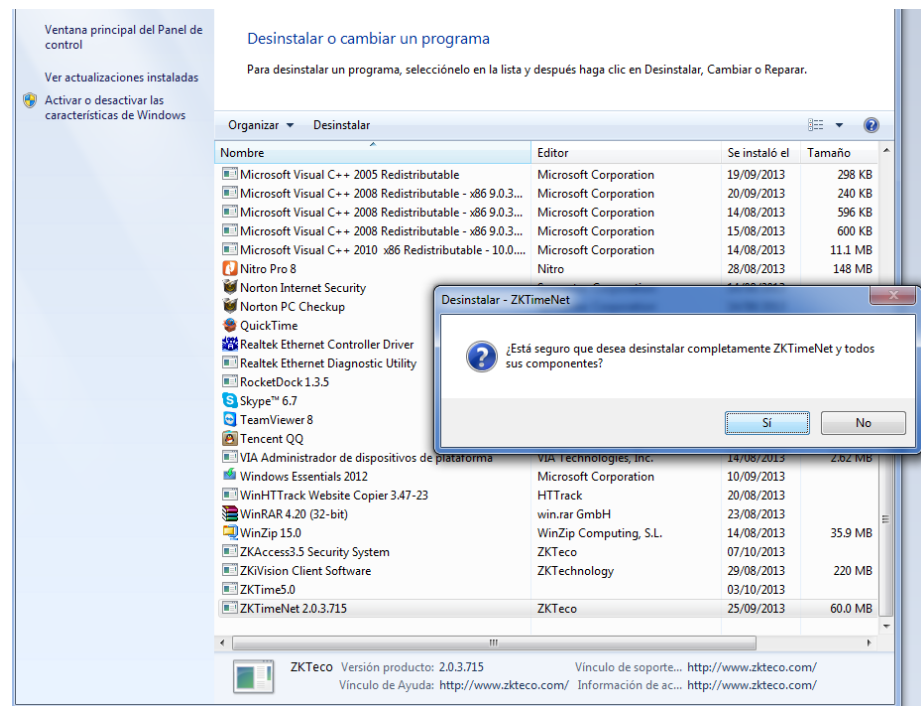 Ventana principal del Panel de
control
Ver actualizaciones instaladas
Activar o desactivar las
características de Windows
Desinstalar o cambiar un programa
Para desinstalar un programa, selecciónelo en la lista y después haga clic en Desinstalar, Cambiar o Reparar.
Organizar Desinstalar
Nombre Editor Se instaló el Tamaño
Microsoft Visual C++ 2005 Redistributable Microsoft Corporation 19/09/2013 298 KB
Microsoft Visual C++ 2008 Redistributable - x86 9.0.3... Microsoft Corporation 20/09/2013 240 KB
Microsoft Visual C++ 2008 Redistributable - x86 9.0.3... Microsoft Corporation 14/08/2013 596 KB
Microsoft Visual C++ 2008 Redistributable - x86 9.0.3... Microsoft Corporation 15/08/2013 600 KB
Microsoft Visual C++ 2010 x86 Redistributable - 10.0.... Microsoft Corporation 14/08/2013 11.1 MB
Nitro Pro 8 Nitro 28/08/2013 148 MB
Norton Internet Security
Norton PC Checkup
QuickTime
Realtek Ethernet Controller Driver
Realtek Ethernet Diagnostic Utility
RocketDock 1.3.5
Skype™ 6.7
TeamViewer 8
Tencent QQ
Desinstalar - ZKTimeNet
¿Está seguro que desea desinstalar completamente ZKTimeNet y todos
sus componentes?
Sí No
VIA Administrador de dispositivos de plataforma VIA Technologies, Inc. 14/08/2013 2.62 MB
Windows Essentials 2012 Microsoft Corporation 10/09/2013
WinHTTrack Website Copier 3.47-23 HTTrack 20/08/2013
WinRAR 4.20 (32-bit) win.rar GmbH 23/08/2013
WinZip 15.0 WinZip Computing, S.L. 14/08/2013 35.9 MB
ZKAccess3.5 Security System ZKTeco 07/10/2013
ZKiVision Client Software ZKTechnology 29/08/2013 220 MB
ZKTime5.0 03/10/2013
ZKTimeNet 2.0.3.715 ZKTeco 25/09/2013 60.0 MB
ZKTeco Versión producto: 2.0.3.715 Vínculo de soporte... http://www.zkteco.com/
Vínculo de Ayuda: http://www.zkteco.com/ Información de ac... http://www.zkteco.com/